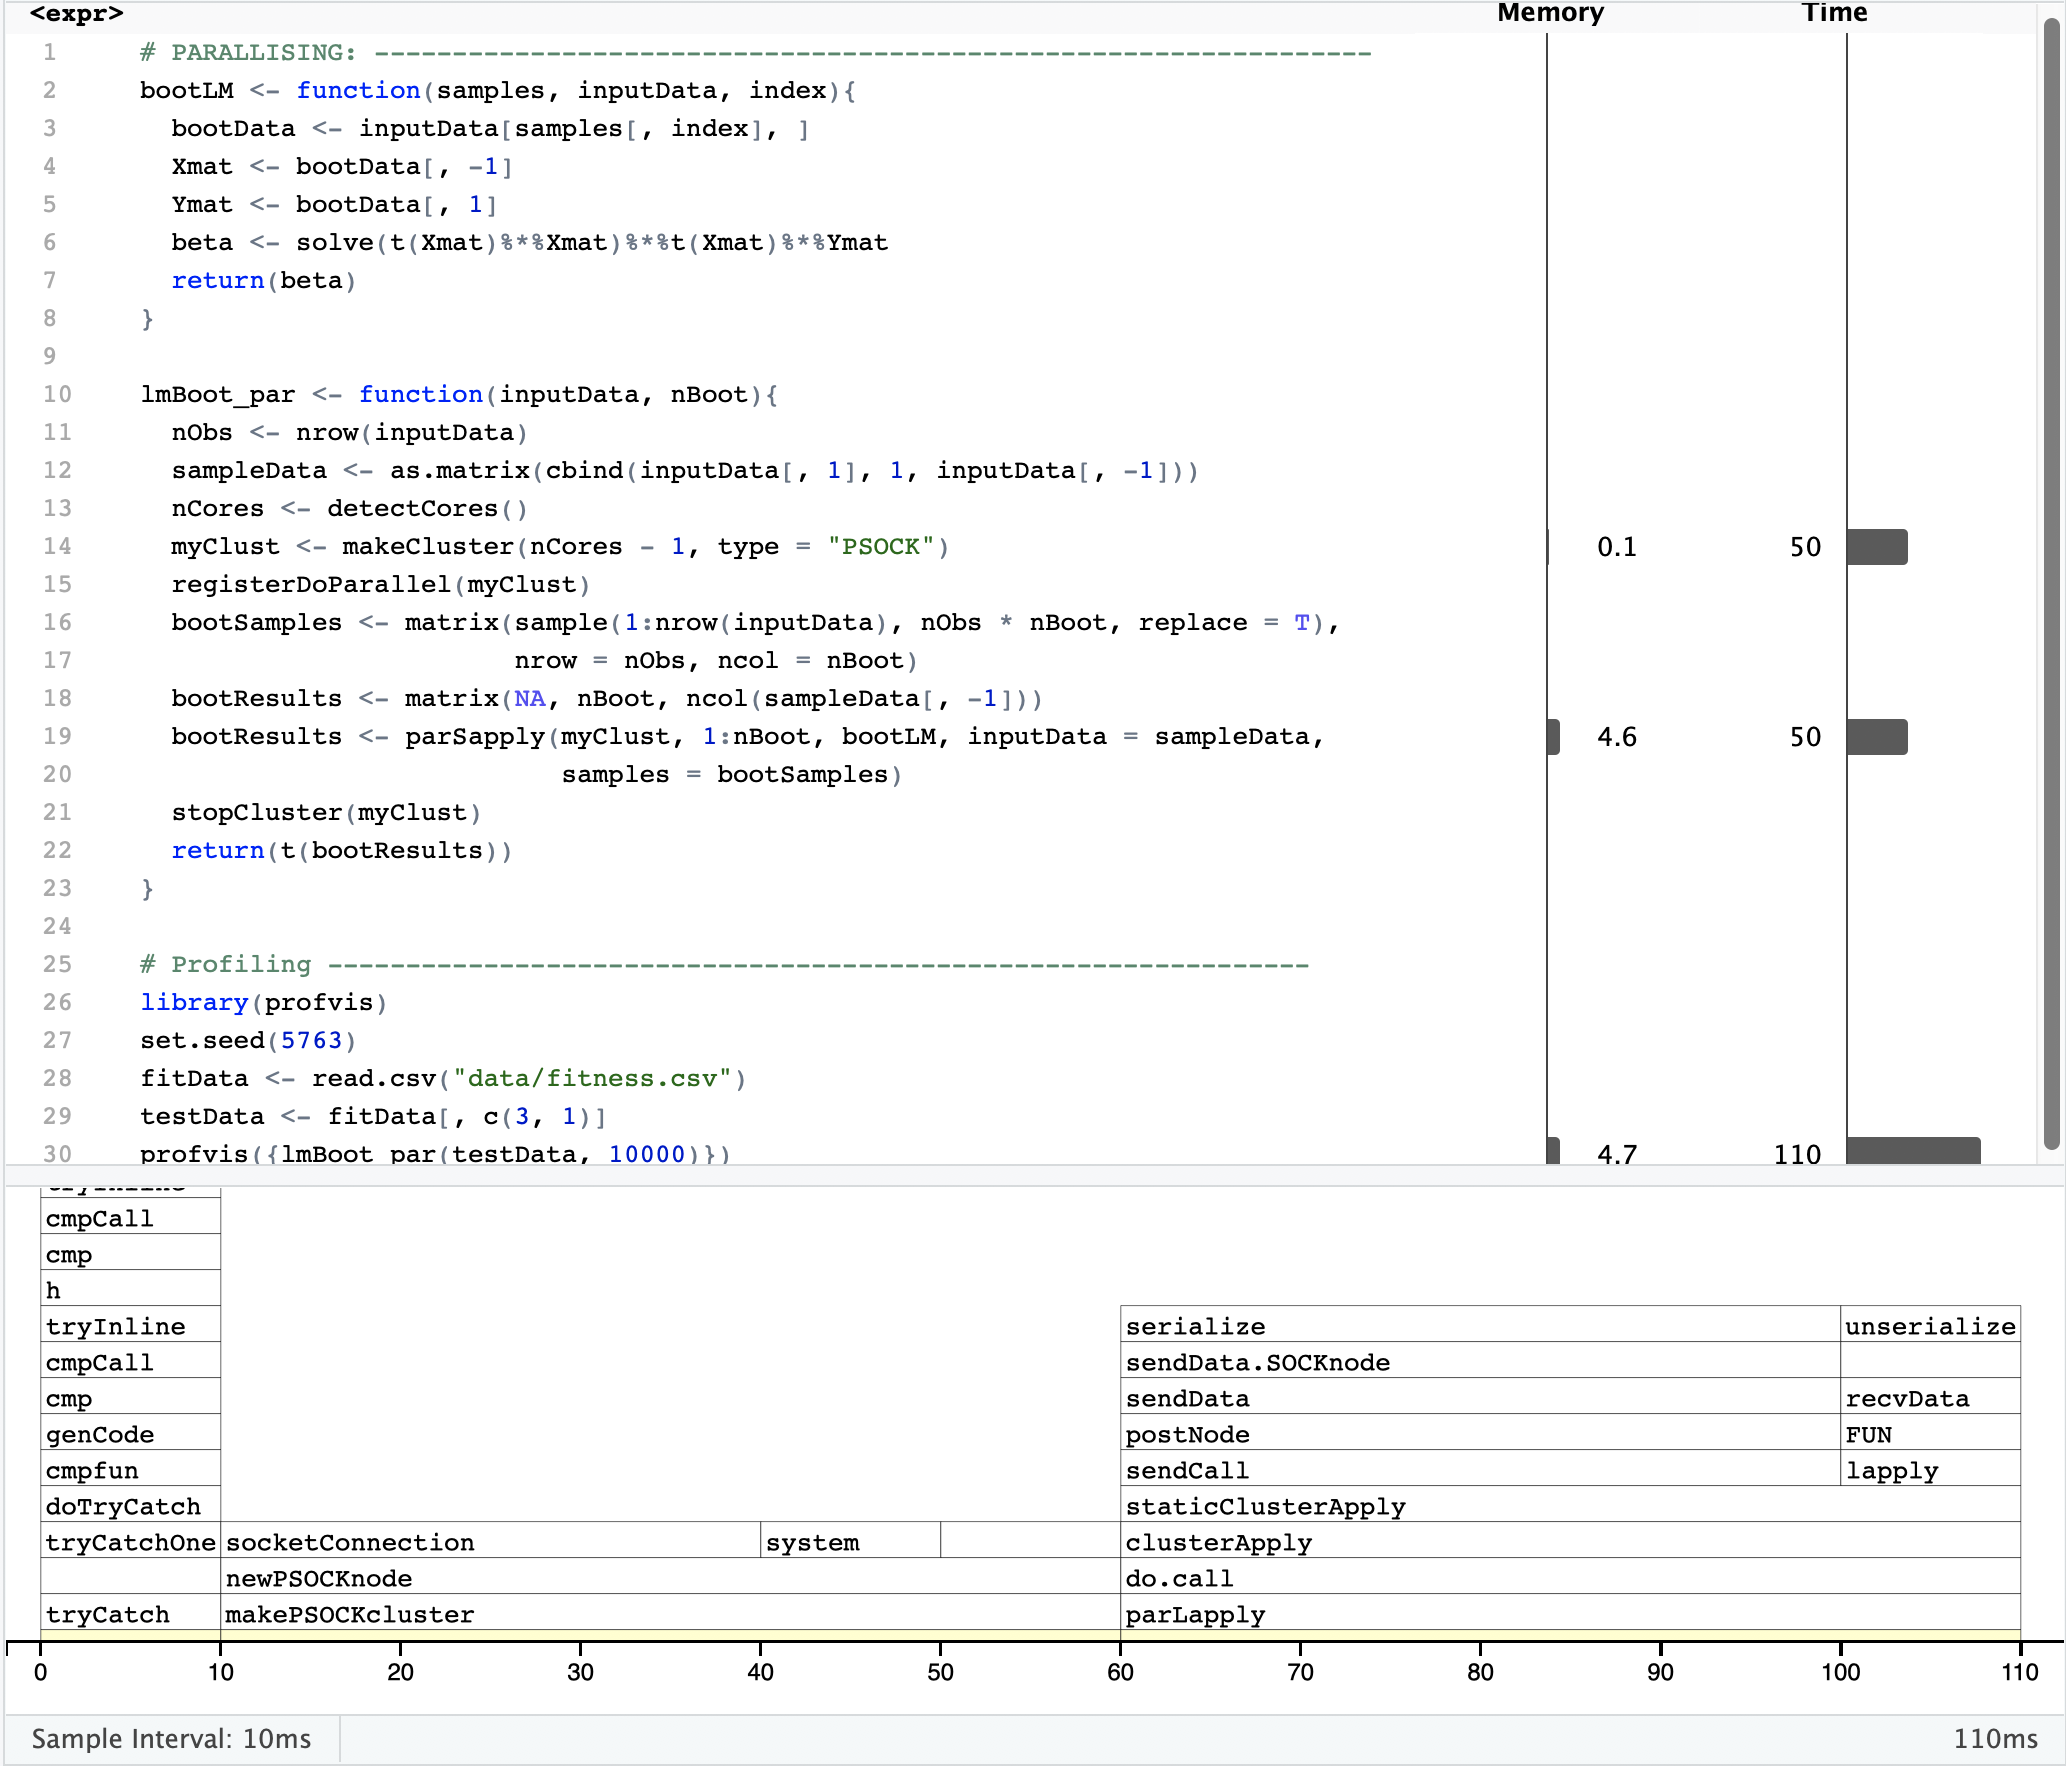 <expr> Memory Time
1 # PARALLISING: ----------------------------------------------------------------
2 bootLM <- function(samples, inputData, index){
3   bootData <- inputData[samples[, index], ]
4   Xmat <- bootData[, -1]
5   Ymat <- bootData[, 1]
6   beta <- solve(t(Xmat)%*%Xmat)%*%t(Xmat)%*%Ymat
7   return(beta)
8 }
9
10 lmBoot_par <- function(inputData, nBoot){
11   nObs <- nrow(inputData)
12   sampleData <- as.matrix(cbind(inputData[, 1], 1, inputData[, -1]))
13   nCores <- detectCores()
14   myClust <- makeCluster(nCores - 1, type = "PSOCK") 0.1 50
15   registerDoParallel(myClust)
16   bootSamples <- matrix(sample(1:nrow(inputData), nObs * nBoot, replace = T),
17                         nrow = nObs, ncol = nBoot)
18   bootResults <- matrix(NA, nBoot, ncol(sampleData[, -1]))
19   bootResults <- parSapply(myClust, 1:nBoot, bootLM, inputData = sampleData, 4.6 50
20                            samples = bootSamples)
21   stopCluster(myClust)
22   return(t(bootResults))
23 }
24
25 # Profiling ---------------------------------------------------------------
26 library(profvis)
27 set.seed(5763)
28 fitData <- read.csv("data/fitness.csv")
29 testData <- fitData[, c(3, 1)]
30 profvis({lmBoot_par(testData, 10000)}) 4.7 110
tryInline
cmpCall
cmp
h
tryInline serialize unserialize
cmpCall sendData.SOCKnode
cmp sendData recvData
genCode postNode FUN
cmpfun sendCall lapply
doTryCatch staticClusterApply
tryCatchOne socketConnection system clusterApply
newPSOCKnode do.call
tryCatch makePSOCKcluster parLapply
0 10 20 30 40 50 60 70 80 90 100 110
Sample Interval: 10ms 110ms